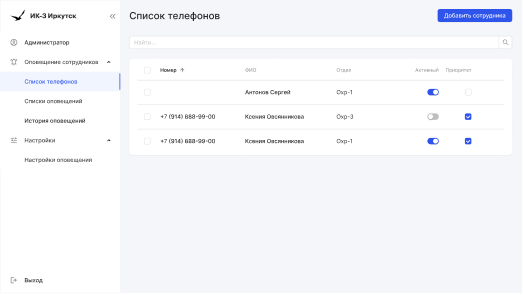 ИК-3 Иркутск
Администратор
Оповещение сотрудников
Список телефонов
Списки оповещений
История оповещений
Настройки
Настройки оповещения
Выход
Список телефонов
Добавить сотрудника
Найти...
Номер ФИО Отдел Активный Приоритет
Антонов Сергей Охр-1
+7 (914) 888-99-00 Ксения Овсянникова Охр-3
+7 (914) 888-99-00 Ксения Овсянникова Охр-1